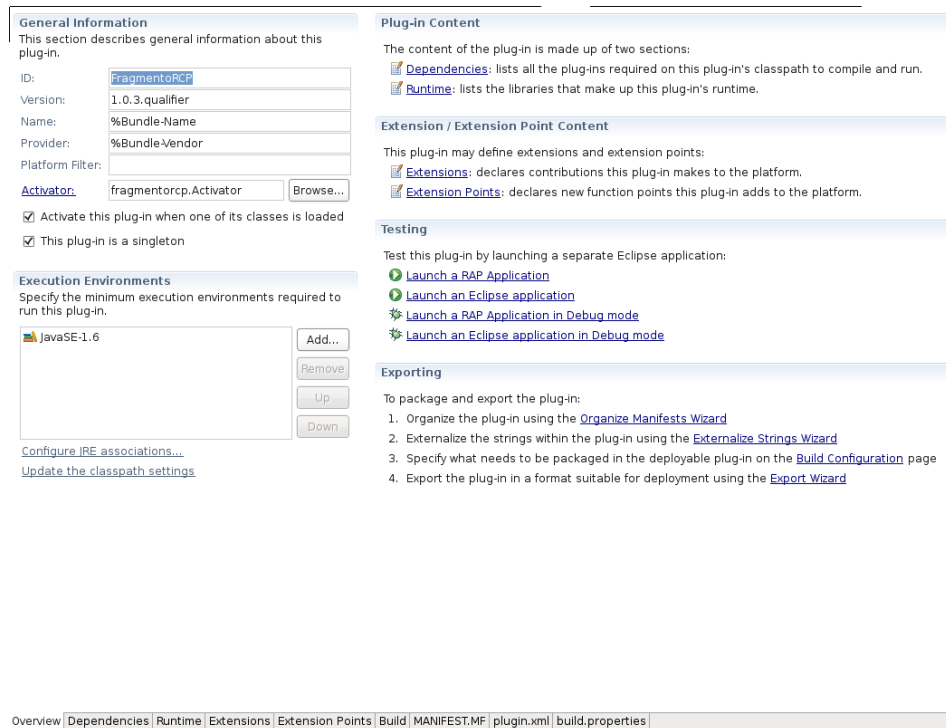 General Information
This section describes general information about this
plug-in.
ID: FragmentoRCP
Version: 1.0.3.qualifier
Name: %Bundle-Name
Provider: %Bundle-Vendor
Platform Filter:
Activator: fragmentorcp.Activator Browse...
Activate this plug-in when one of its classes is loaded
This plug-in is a singleton
Execution Environments
Specify the minimum execution environments required to
run this plug-in.
JavaSE-1.6
Add...
Remove
Up
Down
Configure JRE associations...
Update the classpath settings
Plug-in Content
The content of the plug-in is made up of two sections:
Dependencies: lists all the plug-ins required on this plug-in's classpath to compile and run.
Runtime: lists the libraries that make up this plug-in's runtime.
Extension / Extension Point Content
This plug-in may define extensions and extension points:
Extensions: declares contributions this plug-in makes to the platform.
Extension Points: declares new function points this plug-in adds to the platform.
Testing
Test this plug-in by launching a separate Eclipse application:
Launch a RAP Application
Launch an Eclipse application
Launch a RAP Application in Debug mode
Launch an Eclipse application in Debug mode
Exporting
To package and export the plug-in:
1. Organize the plug-in using the Organize Manifests Wizard
2. Externalize the strings within the plug-in using the Externalize Strings Wizard
3. Specify what needs to be packaged in the deployable plug-in on the Build Configuration page
4. Export the plug-in in a format suitable for deployment using the Export Wizard
Overview Dependencies Runtime Extensions Extension Points Build MANIFEST.MF plugin.xml build.properties